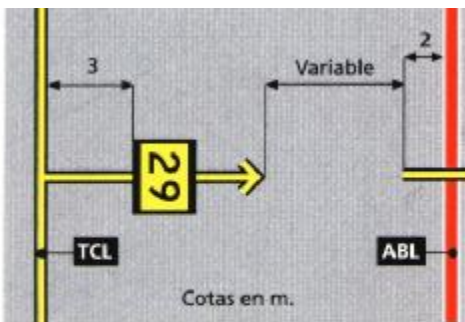 3
Variable
2
29
TCL
ABL
Cotas en m.